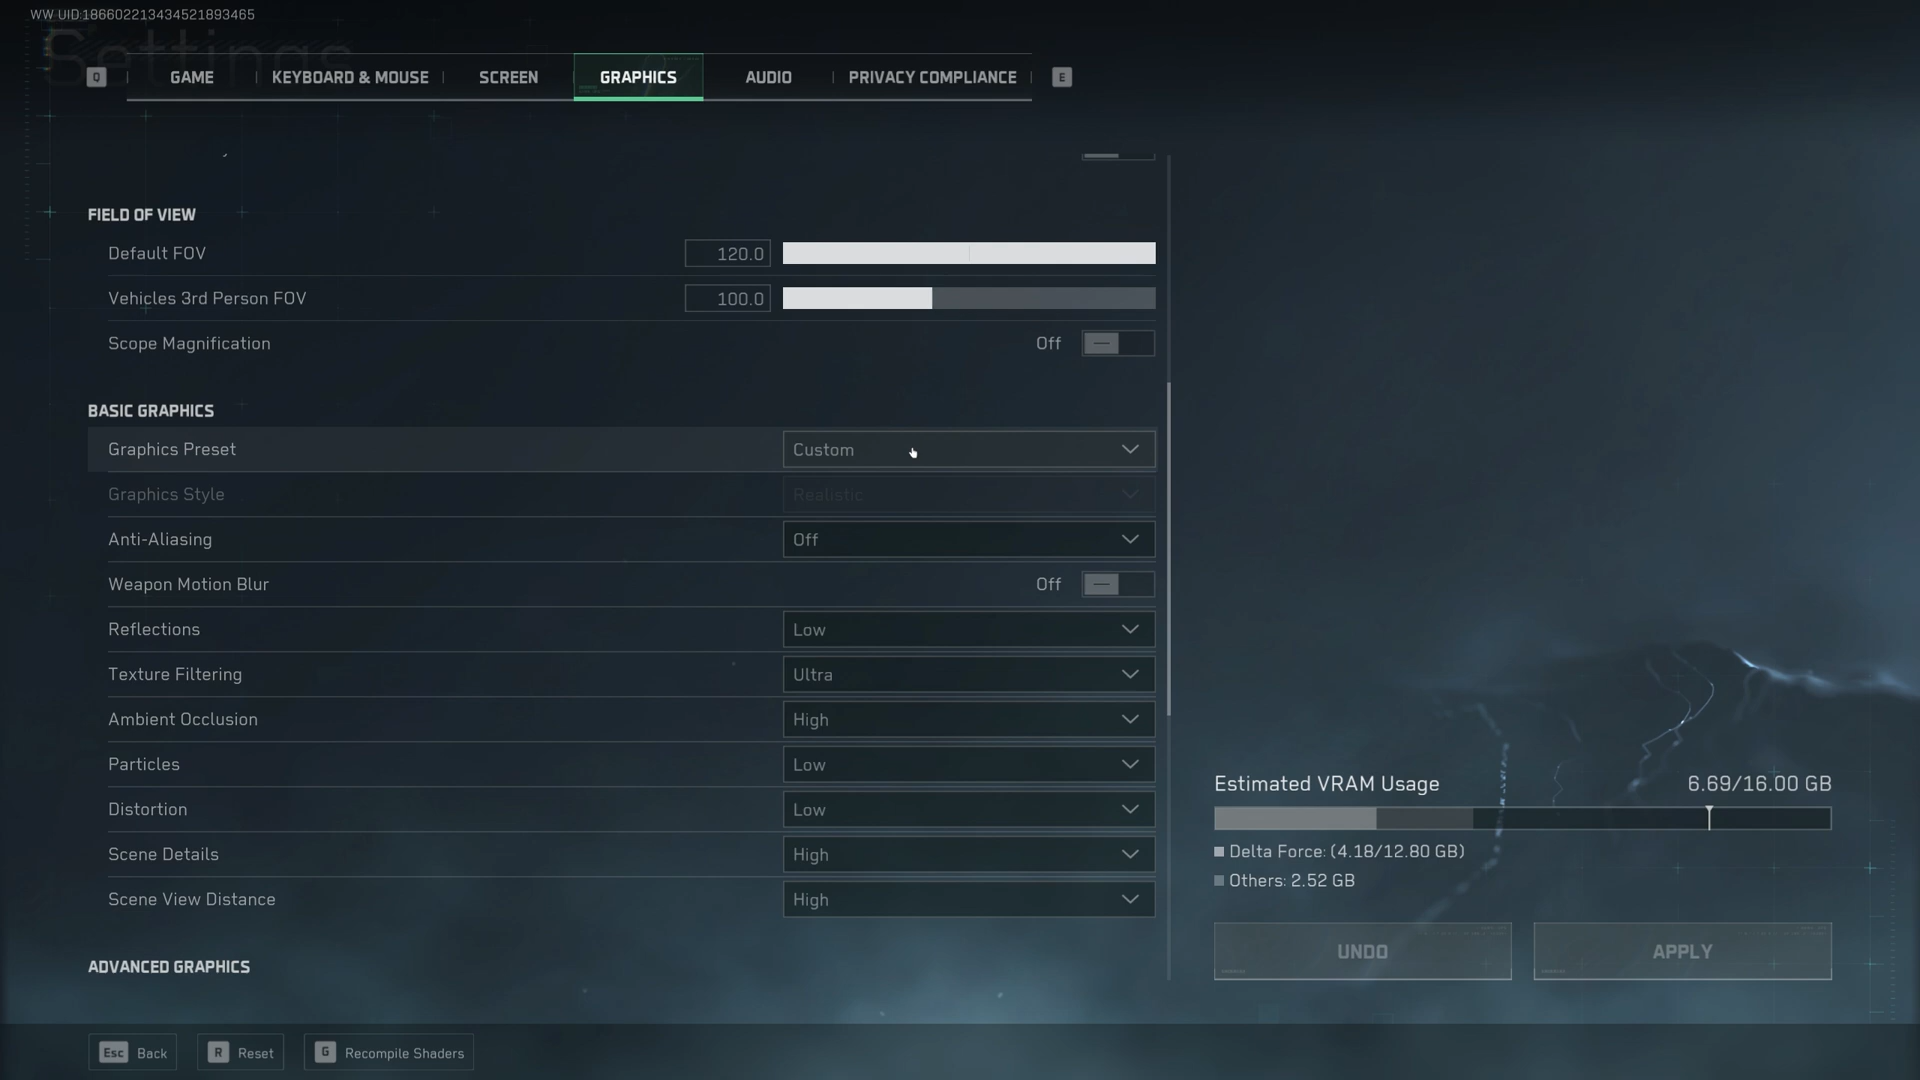 WW UID:186602213434521893465
Settings
Q GAME KEYBOARD & MOUSE SCREEN GRAPHICS AUDIO PRIVACY COMPLIANCE E
FIELD OF VIEW
Default FOV 120.0
Vehicles 3rd Person FOV 100.0
Scope Magnification Off
BASIC GRAPHICS
Graphics Preset Custom
Graphics Style Realistic
Anti-Aliasing Off
Weapon Motion Blur Off
Reflections Low
Texture Filtering Ultra
Ambient Occlusion High
Particles Low
Distortion Low
Scene Details High
Scene View Distance High
ADVANCED GRAPHICS
Estimated VRAM Usage 6.69/16.00 GB
Delta Force: (4.18/12.80 GB)
Others: 2.52 GB
UNDO APPLY
Esc Back R Reset G Recompile Shaders